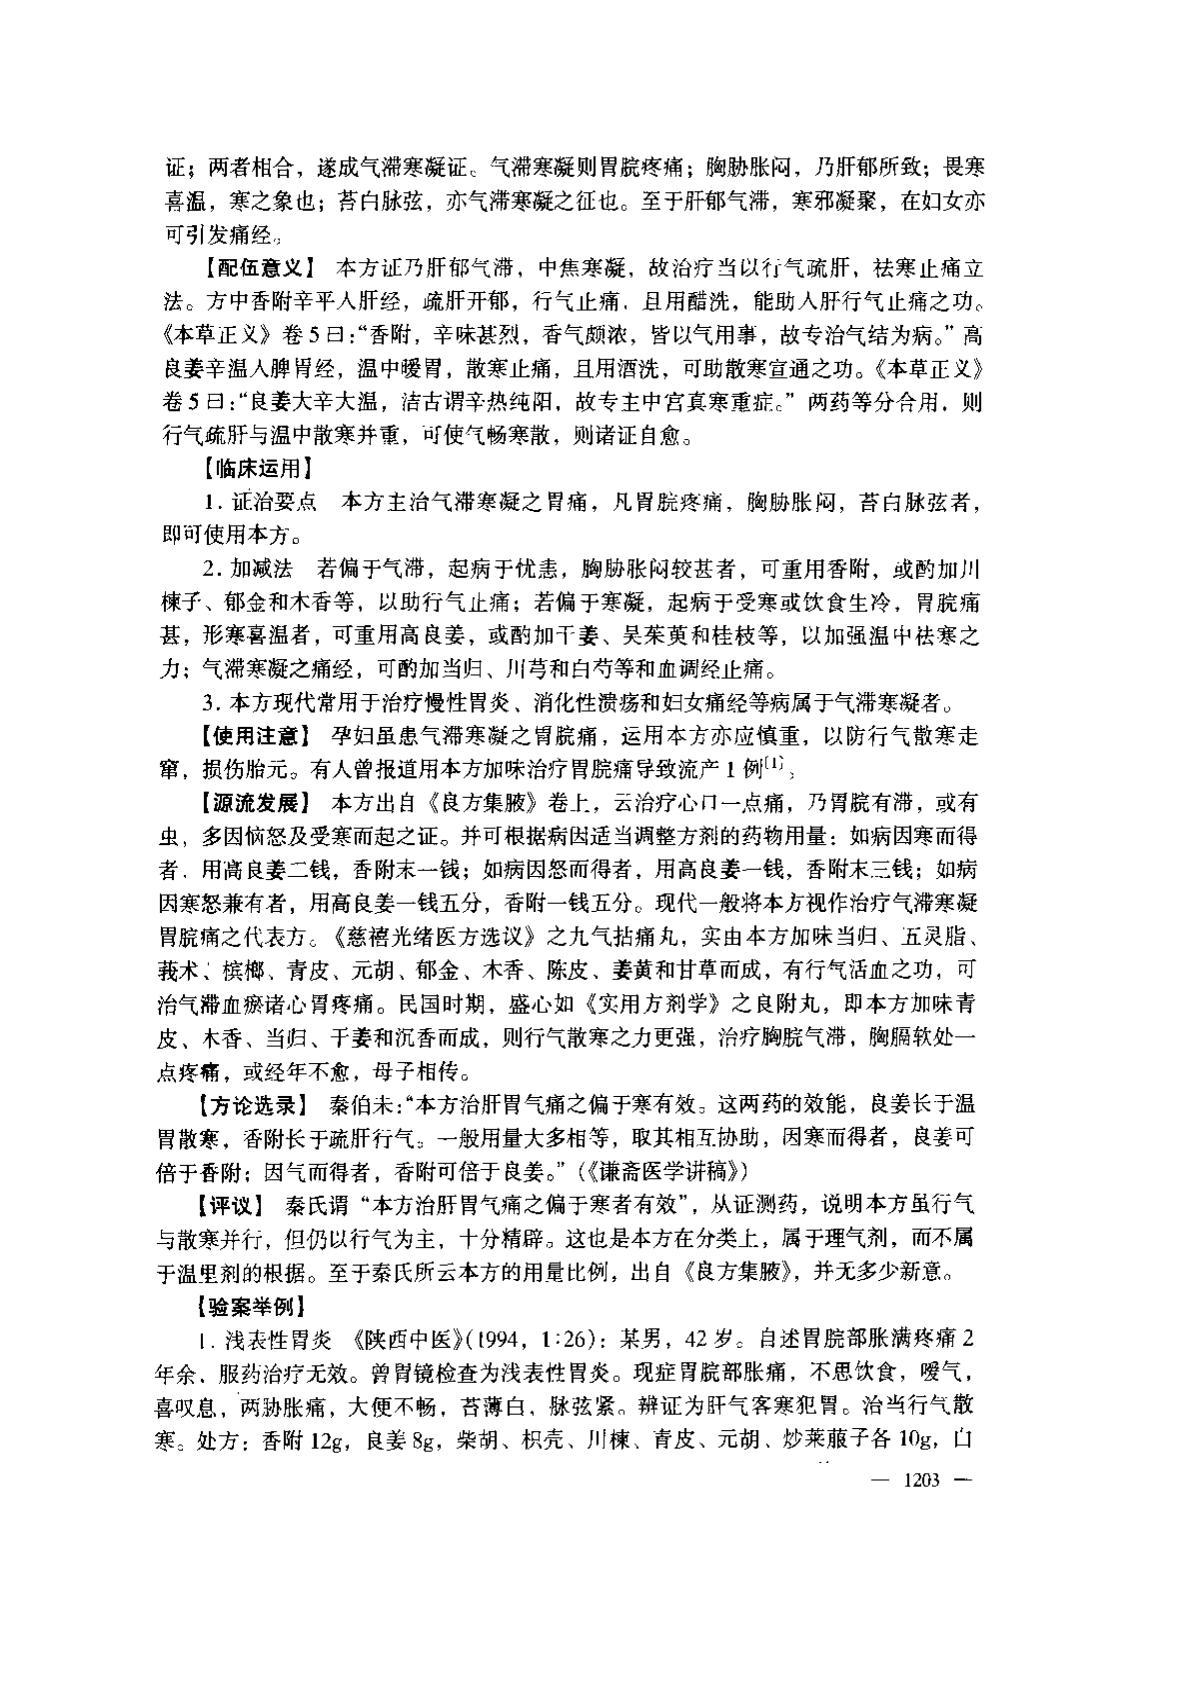 证；两者相合，遂成气滞寒凝证。气滞寒凝则胃脘疼痛；胸胁胀闷，乃肝郁所致；畏寒
喜温，寒之象也；苔白脉弦，亦气滞寒凝之征也。至于肝郁气滞，寒邪凝聚，在妇女亦
可引发痛经。
【配伍意义】 本方证乃肝郁气滞，中焦寒凝，故治疗当以行气疏肝，祛寒止痛立
法。方中香附辛平入肝经，疏肝开郁，行气止痛，且用醋洗，能助入肝行气止痛之功。
《本草正义》卷5曰：“香附，辛味甚烈，香气颇浓，皆以气用事，故专治气结为病。”高
良姜辛温入脾胃经，温中暖胃，散寒止痛，且用酒洗，可助散寒宣通之功。《本草正义》
卷5曰：“良姜大辛大温，洁古谓辛热纯阳，故专主中宫真寒重症。”两药等分合用，则
行气疏肝与温中散寒并重，可使气畅寒散，则诸证自愈。
【临床运用】
1. 证治要点 本方主治气滞寒凝之胃痛，凡胃脘疼痛，胸胁胀闷，苔白脉弦者，
即可使用本方。
2. 加减法 若偏于气滞，起病于忧恚，胸胁胀闷较甚者，可重用香附，或酌加川
楝子、郁金和木香等，以助行气止痛；若偏于寒凝，起病于受寒或饮食生冷，胃脘痛
甚，形寒喜温者，可重用高良姜，或酌加干姜、吴茱萸和桂枝等，以加强温中祛寒之
力；气滞寒凝之痛经，可酌加当归、川芎和白芍等和血调经止痛。
3. 本方现代常用于治疗慢性胃炎、消化性溃疡和妇女痛经等病属于气滞寒凝者。
【使用注意】 孕妇虽患气滞寒凝之胃脘痛，运用本方亦应慎重，以防行气散寒走
窜，损伤胎元。有人曾报道用本方加味治疗胃脘痛导致流产1例[1]。
【源流发展】 本方出自《良方集腋》卷上，云治疗心口一点痛，乃胃脘有滞，或有
虫，多因恼怒及受寒而起之证。并可根据病因适当调整方剂的药物用量：如病因寒而得
者，用高良姜二钱，香附末一钱；如病因怒而得者，用高良姜一钱，香附末三钱；如病
因寒怒兼有者，用高良姜一钱五分，香附一钱五分。现代一般将本方视作治疗气滞寒凝
胃脘痛之代表方。《慈禧光绪医方选议》之九气拈痛丸，实由本方加味当归、五灵脂、
莪术、槟榔、青皮、元胡、郁金、木香、陈皮、姜黄和甘草而成，有行气活血之功，可
治气滞血瘀诸心胃疼痛。民国时期，盛心如《实用方剂学》之良附丸，即本方加味青
皮、木香、当归、干姜和沉香而成，则行气散寒之力更强，治疗胸脘气滞，胸膈软处一
点疼痛，或经年不愈，母子相传。
【方论选录】 秦伯未：“本方治肝胃气痛之偏于寒有效。这两药的效能，良姜长于温
胃散寒，香附长于疏肝行气。一般用量大多相等，取其相互协助，因寒而得者，良姜可
倍于香附；因气而得者，香附可倍于良姜。”（《谦斋医学讲稿》）
【评议】 秦氏谓“本方治肝胃气痛之偏于寒者有效”，从证测药，说明本方虽行气
与散寒并行，但仍以行气为主，十分精辟。这也是本方在分类上，属于理气剂，而不属
于温里剂的根据。至于秦氏所云本方的用量比例，出自《良方集腋》，并无多少新意。
【验案举例】
1. 浅表性胃炎 《陕西中医》（1994，1：26）：某男，42岁。自述胃脘部胀满疼痛2
年余，服药治疗无效。曾胃镜检查为浅表性胃炎。现症胃脘部胀痛，不思饮食，嗳气，
喜叹息，两胁胀痛，大便不畅，苔薄白，脉弦紧。辨证为肝气客寒犯胃。治当行气散
寒。处方：香附12g，良姜8g，柴胡、枳壳、川楝、青皮、元胡、炒莱菔子各10g，白
— 1203 —